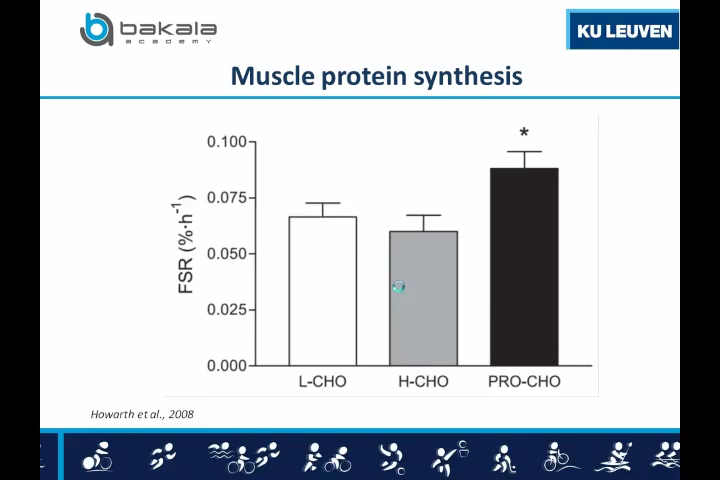 bakala
academy
KU LEUVEN
Muscle protein synthesis
*
0.100
0.075
0.050
0.025
0.000
FSR (%·h⁻¹)
L-CHO
H-CHO
PRO-CHO
Howarth et al., 2008